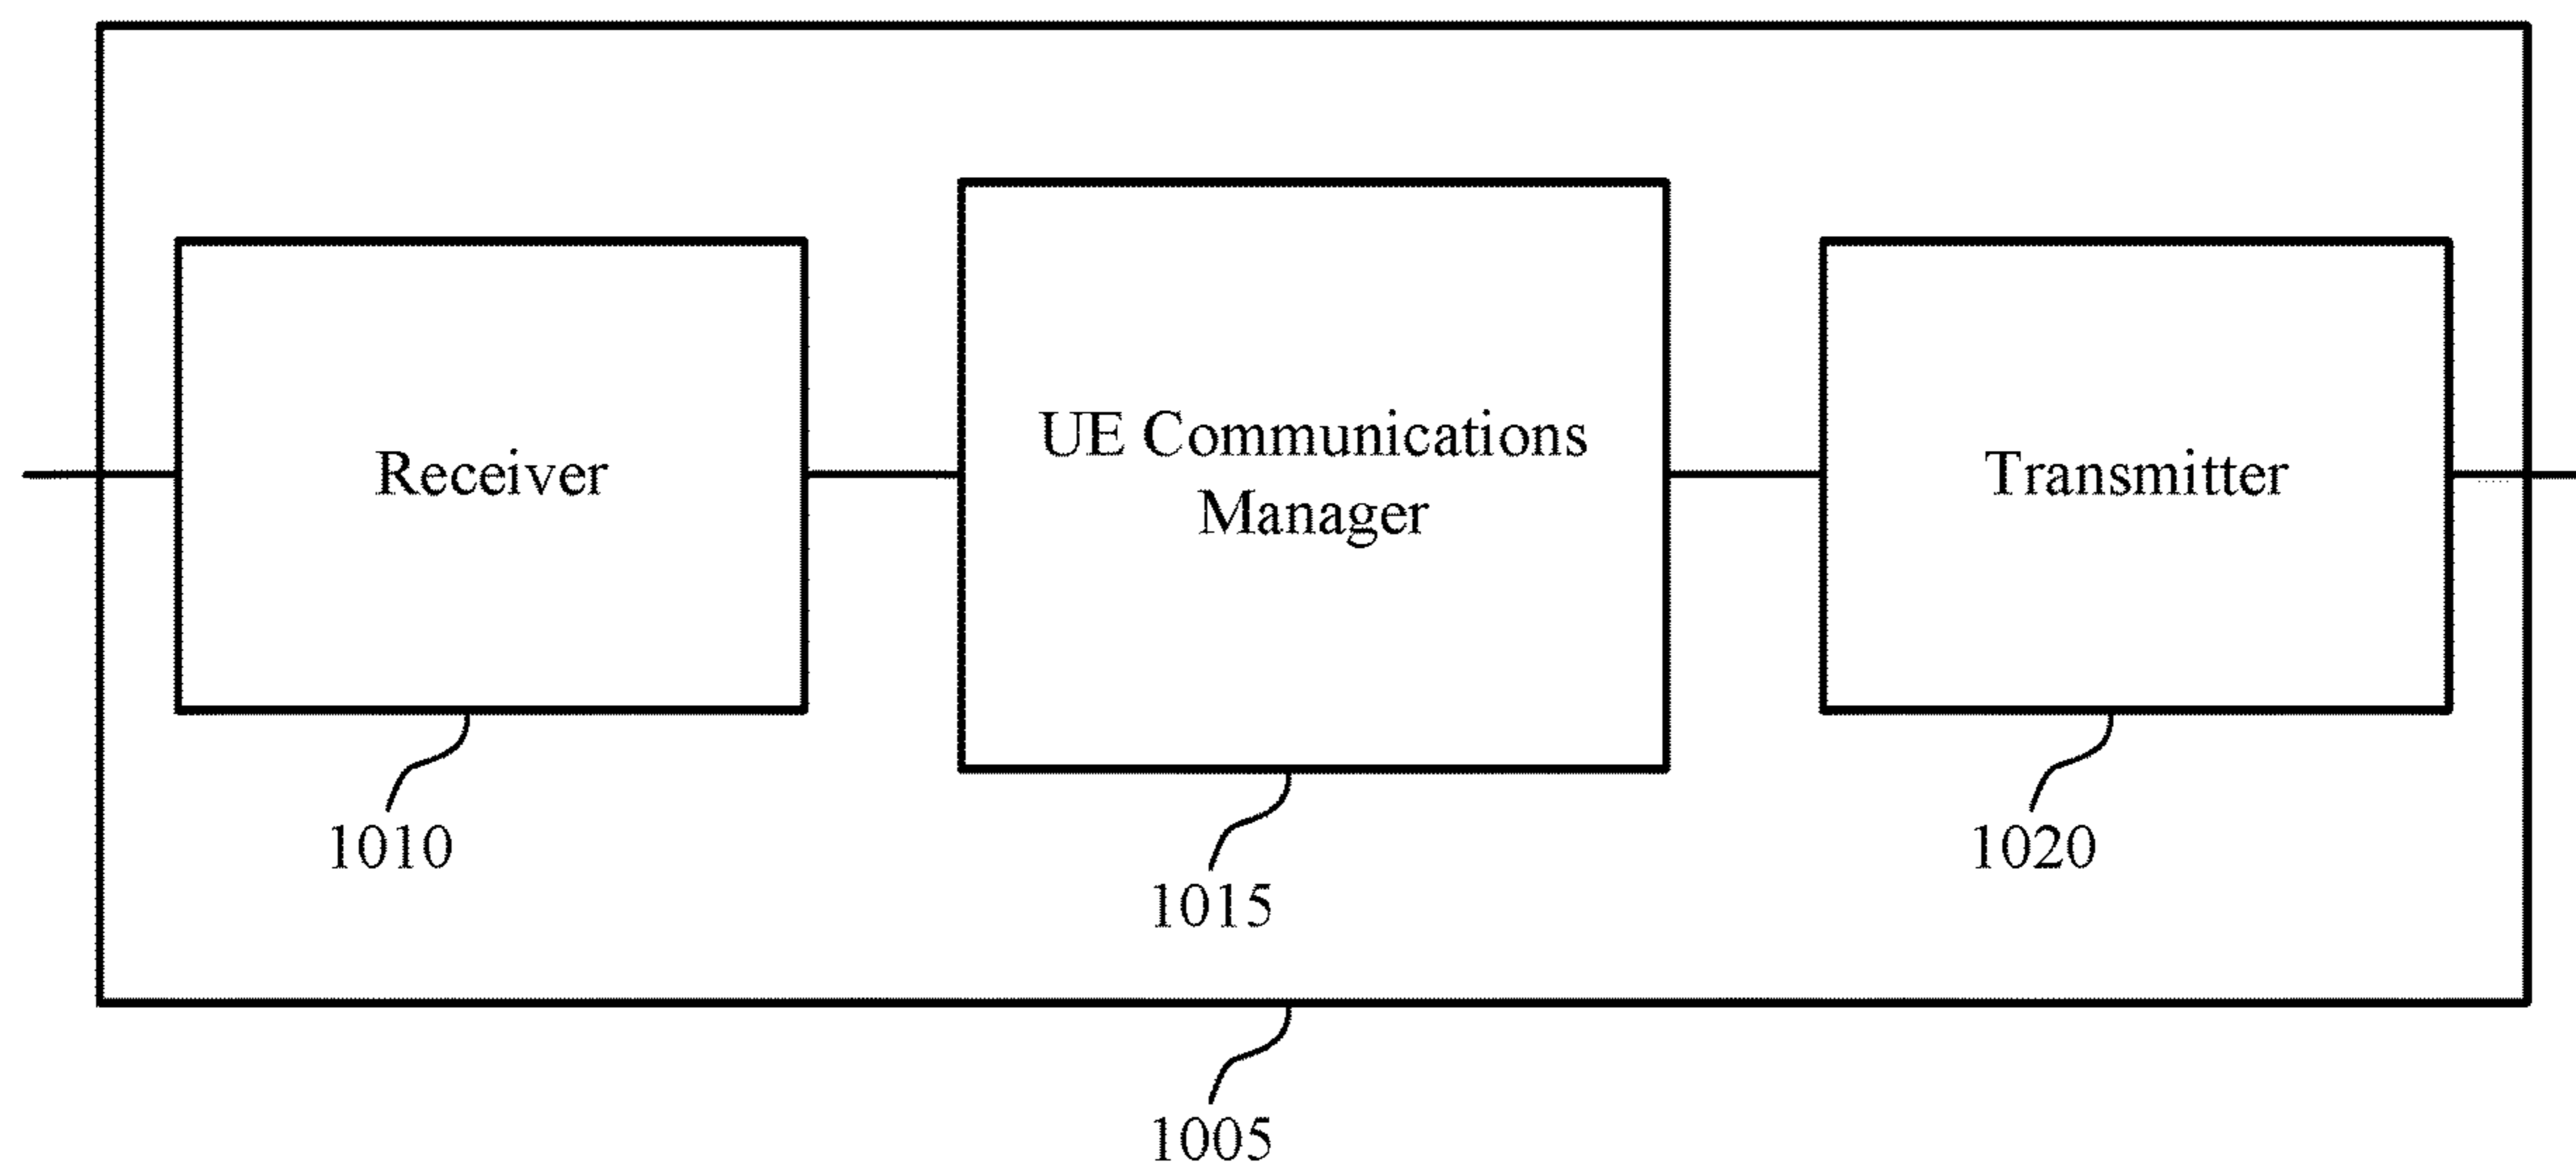 Receiver
UE Communications
Manager
Transmitter
1010
1015
1020
1005